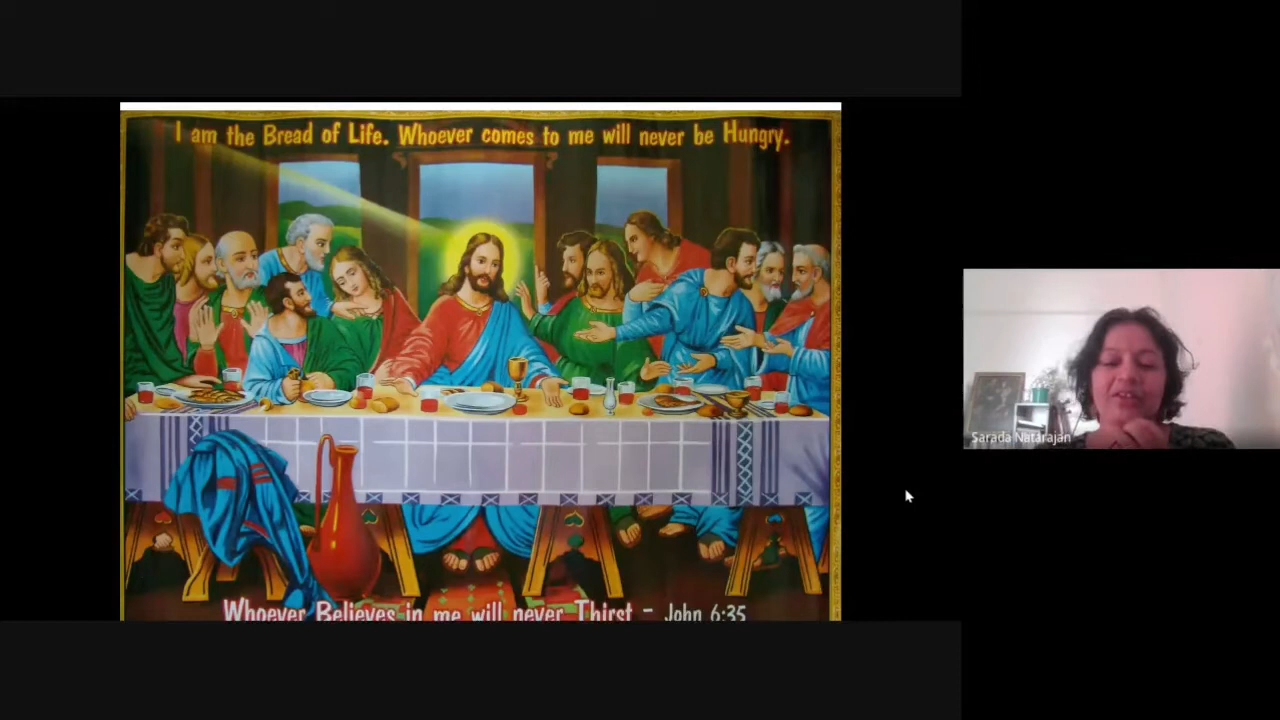 I am the Bread of Life. Whoever comes to me will never be Hungry.
Whoever Believes in me will never Thirst - John 6:35
Sarada Natarajan